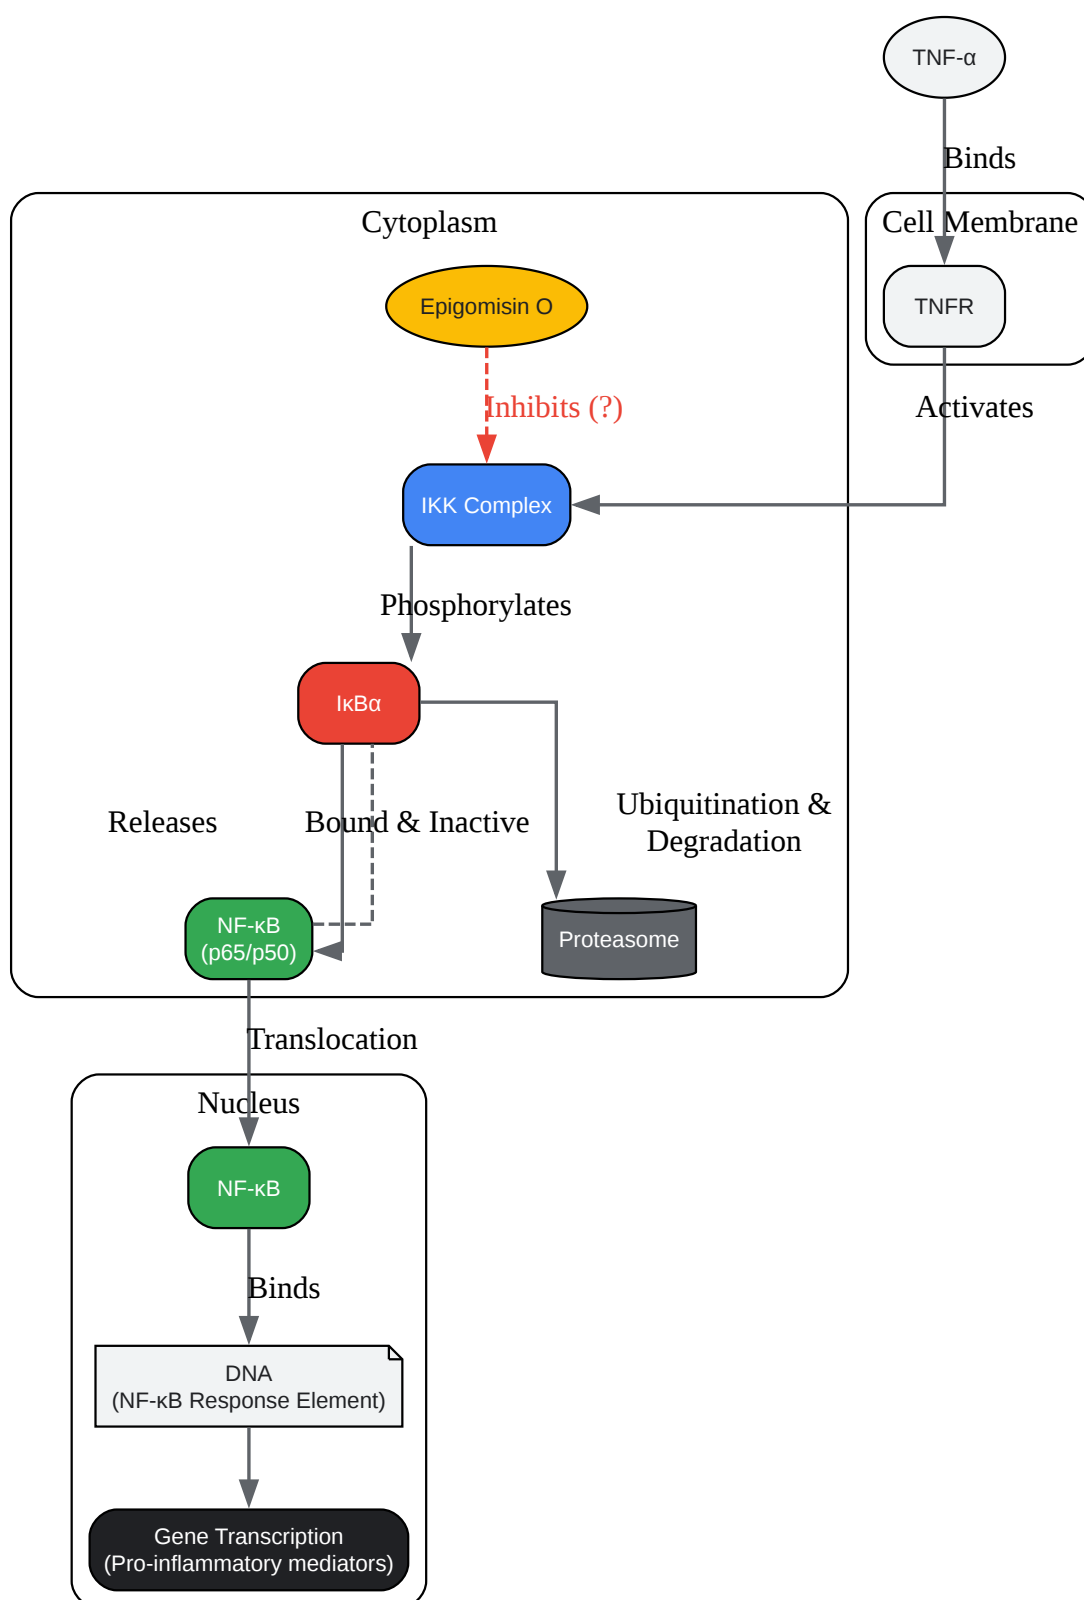 TNF-α
Binds
Cytoplasm
Cell Membrane
Epigomisin O
TNFR
Inhibits (?)
Activates
IKK Complex
Phosphorylates
IκBα
Releases
Bound & Inactive
Ubiquitination &
Degradation
NF-κB
(p65/p50)
Proteasome
Translocation
Nucleus
NF-κB
Binds
DNA
(NF-κB Response Element)
Gene Transcription
(Pro-inflammatory mediators)